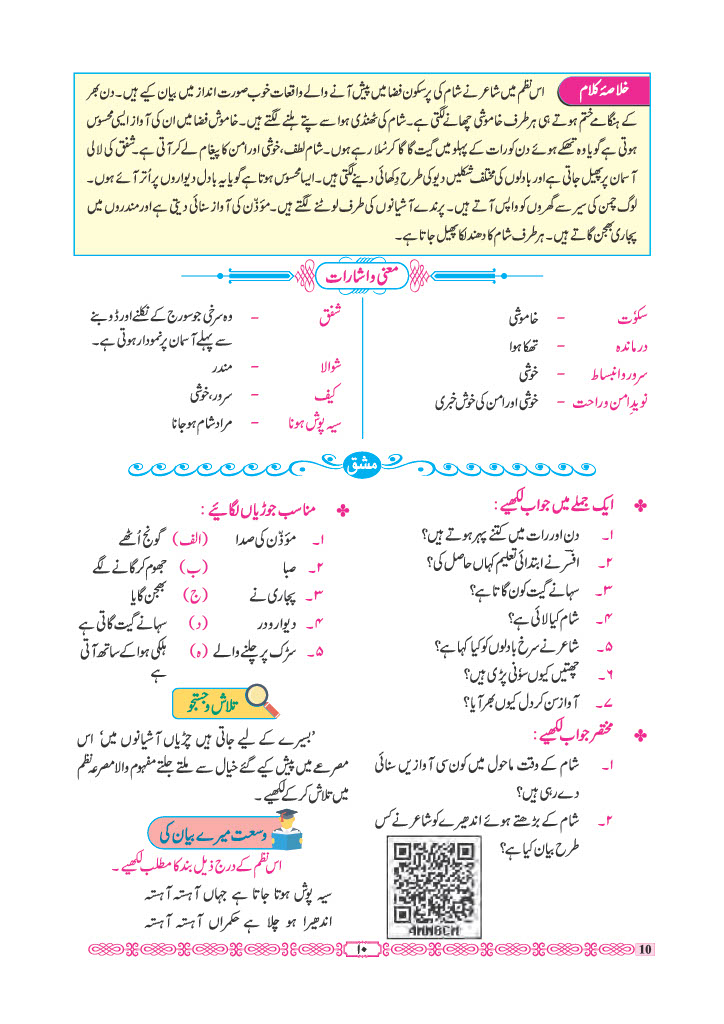 خلاصۂ کلام
اس نظم میں شاعر نے شام کی پرسکون فضا میں پیش آنے والے واقعات خوب صورت انداز میں بیان کیے ہیں۔ دن بھر
کے ہنگامے ختم ہوتے ہی ہر طرف خاموشی چھانے لگتی ہے۔ شام کی ٹھنڈی ہوا سے پتے ہلنے لگتے ہیں۔ خاموش فضا میں ان کی آواز ایسی محسوس
ہوتی ہے گویا وہ تھکے ہوئے دن کو رات کے پہلو میں گیت گا گا کر سُلا رہے ہوں۔ شام لطف، خوشی اور امن کا پیغام لے کر آتی ہے۔ شفق کی لالی
آسمان پر پھیل جاتی ہے اور بادلوں کی مختلف شکلیں دیو کی طرح دکھائی دینے لگتی ہیں۔ ایسا محسوس ہوتا ہے گویا یہ بادل دیواروں پر اُتر آئے ہوں۔
لوگ چمن کی سیر سے گھروں کو واپس آتے ہیں۔ پرندے آشیانوں کی طرف لوٹنے لگتے ہیں۔ مؤذّن کی آواز سنائی دیتی ہے اور مندروں میں
پجاری بھجن گاتے ہیں۔ ہر طرف شام کا دھندلکا پھیل جاتا ہے۔
معنی و اشارات
سکوٗت - خاموشی
درماندہ - تھکا ہوا
سرور و انبساط - خوشی
نویدِ امن و راحت - خوشی اور امن کی خوش خبری
شفق - وہ سرخی جو سورج کے نکلنے اور ڈوبنے
سے پہلے آسمان پر نمودار ہوتی ہے۔
شوالا - مندر
کیف - سرور، خوشی
سیہ پوش ہونا - مراد شام ہو جانا
مشق
ایک جملے میں جواب لکھیے :
۱۔ دن اور رات میں کتنے پہر ہوتے ہیں؟
۲۔ افسرؔ نے ابتدائی تعلیم کہاں حاصل کی؟
۳۔ سہانے گیت کون گاتا ہے؟
۴۔ شام کیا لائی ہے؟
۵۔ شاعر نے سرخ بادلوں کو کیا کہا ہے؟
۶۔ چھتیں کیوں سوٗنی پڑی ہیں؟
۷۔ آواز سن کر دل کیوں بھر آیا؟
مختصر جواب لکھیے :
۱۔ شام کے وقت ماحول میں کون سی آوازیں سنائی
دے رہی ہیں؟
۲۔ شام کے بڑھتے ہوئے اندھیرے کو شاعر نے کس
طرح بیان کیا ہے؟
4MN8CM
مناسب جوڑیاں لگائیے :
۱۔ مؤذّن کی صدا (الف) گونج اُٹھے
۲۔ صبا (ب) جھوم کر گانے لگے
۳۔ پجاری نے (ج) بھجن گایا
۴۔ دیوار و در (د) سہانے گیت گاتی ہے
۵۔ سڑک پر چلنے والے (ہ) ہلکی ہوا کے ساتھ آتی
ہے
تلاش و جستجو
’بسیرے کے لیے جاتی ہیں چڑیاں آشیانوں میں‘ اس
مصرعے میں پیش کیے گئے خیال سے ملتے جلتے مفہوم والا مصرعہ نظم
میں تلاش کر کے لکھیے ۔
وسعت میرے بیان کی
اس نظم کے درج ذیل بند کا مطلب لکھیے ۔
سیہ پوش ہوتا جاتا ہے جہاں آہستہ آہستہ
اندھیرا ہو چلا ہے حکمراں آہستہ آہستہ
۱۰
10